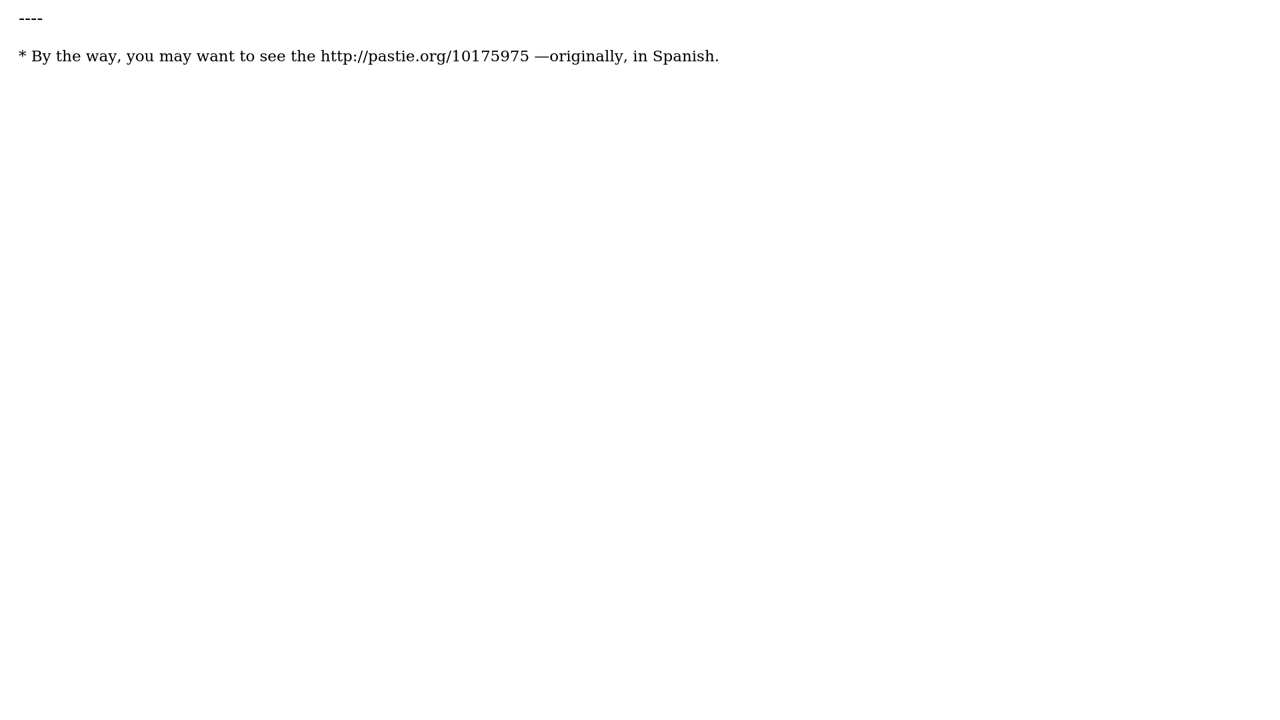 ----
* By the way, you may want to see the http://pastie.org/10175975 —originally, in Spanish.